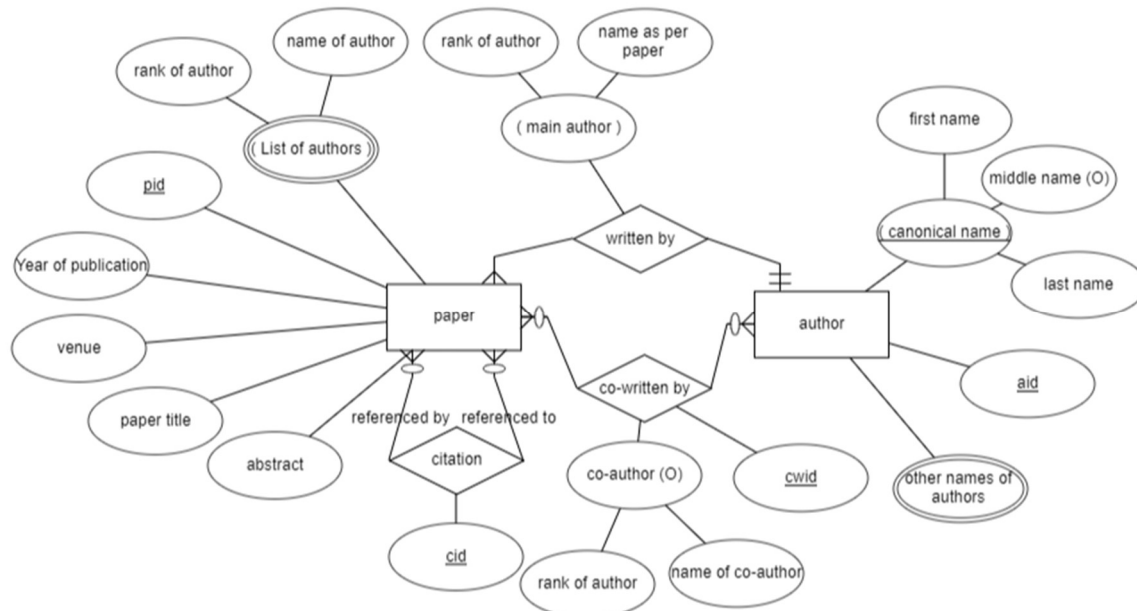 name of author
rank of author
name as per
paper
rank of author
( List of authors )
( main author )
first name
middle name (O)
( canonical name )
last name
pid
written by
Year of publication
paper
author
venue
co-written by
aid
paper title
referenced by
referenced to
abstract
citation
co-author (O)
cwid
other names of
authors
cid
rank of author
name of co-author